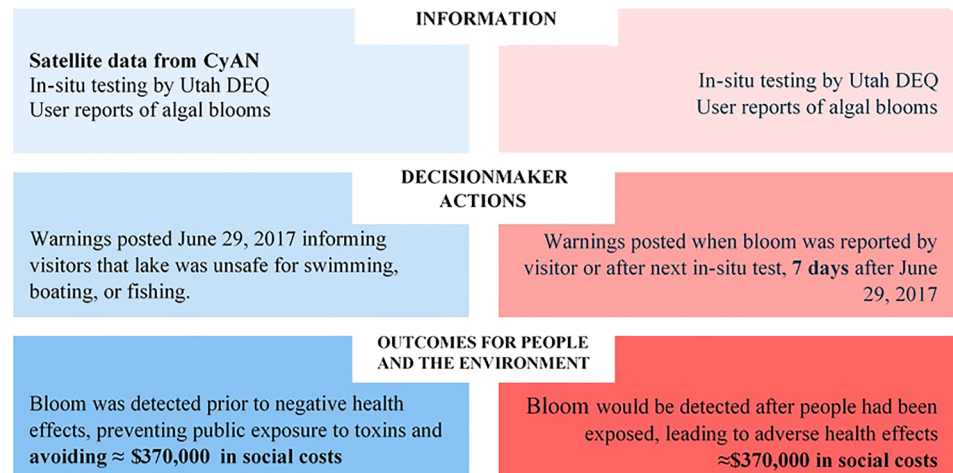 INFORMATION
Satellite data from CyAN
In-situ testing by Utah DEQ
User reports of algal blooms
In-situ testing by Utah DEQ
User reports of algal blooms
DECISIONMAKER
ACTIONS
Warnings posted June 29, 2017 informing
visitors that lake was unsafe for swimming,
boating, or fishing.
Warnings posted when bloom was reported by
visitor or after next in-situ test, 7 days after June
29, 2017
OUTCOMES FOR PEOPLE
AND THE ENVIRONMENT
Bloom was detected prior to negative health
effects, preventing public exposure to toxins and
avoiding ≈ $370,000 in social costs
Bloom would be detected after people had been
exposed, leading to adverse health effects
≈$370,000 in social costs